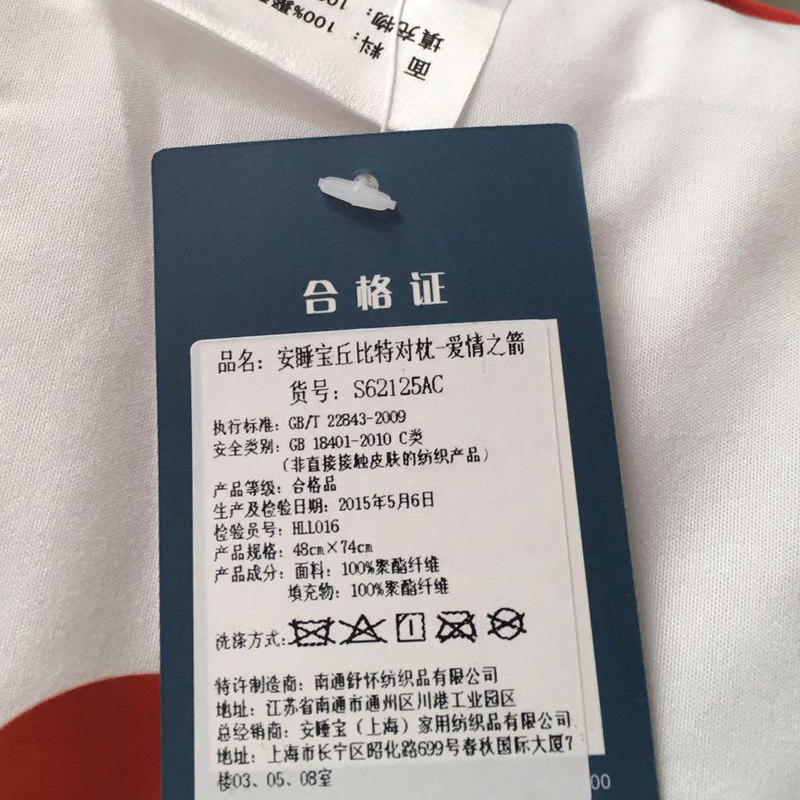 面料：100%聚
填充物：100
合格证
品名：安睡宝丘比特对枕-爱情之箭
货号：S62125AC
执行标准：GB/T 22843-2009
安全类别：GB 18401-2010 C类
（非直接接触皮肤的纺织产品）
产品等级：合格品
生产及检验日期：2015年5月6日
检验员号：HLL016
产品规格：48cm×74cm
产品成分：面料：100%聚酯纤维
填充物：100%聚酯纤维
洗涤方式：
特许制造商：南通舒怀纺织品有限公司
地址：江苏省南通市通州区川港工业园区
总经销商：安睡宝（上海）家用纺织品有限公司
地址：上海市长宁区昭化路699号春秋国际大厦7
楼03、05、08室
00